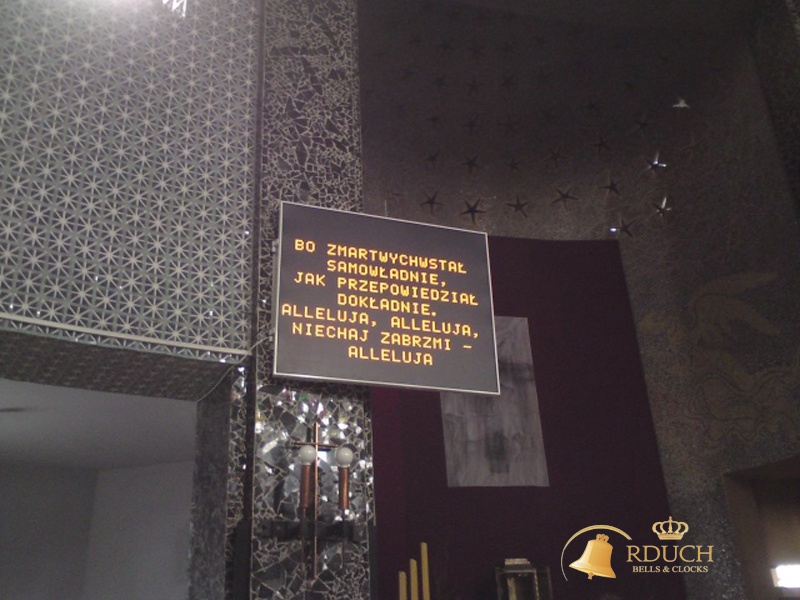 BO ZMARTWYCHWSTAŁ
SAMOWŁADNIE,
JAK PRZEPOWIEDZIAŁ
DOKŁADNIE.
ALLELUJA, ALLELUJA,
NIECHAJ ZABRZMI -
ALLELUJA
RDUCH
BELLS & CLOCKS